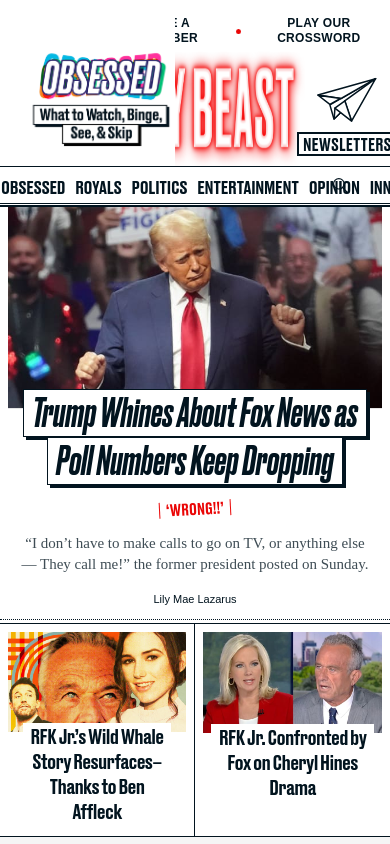 E A
BER
PLAY OUR
CROSSWORD
OBSESSED
What to Watch, Binge,
See, & Skip
Y BEAST
NEWSLETTERS
OBSESSED ROYALS POLITICS ENTERTAINMENT OPINION INN
FIGH
Trump Whines About Fox News as
Poll Numbers Keep Dropping
‘WRONG!!’
“I don’t have to make calls to go on TV, or anything else
— They call me!” the former president posted on Sunday.
Lily Mae Lazarus
RFK Jr.’s Wild Whale
Story Resurfaces—
Thanks to Ben
Affleck
RFK Jr. Confronted by
Fox on Cheryl Hines
Drama